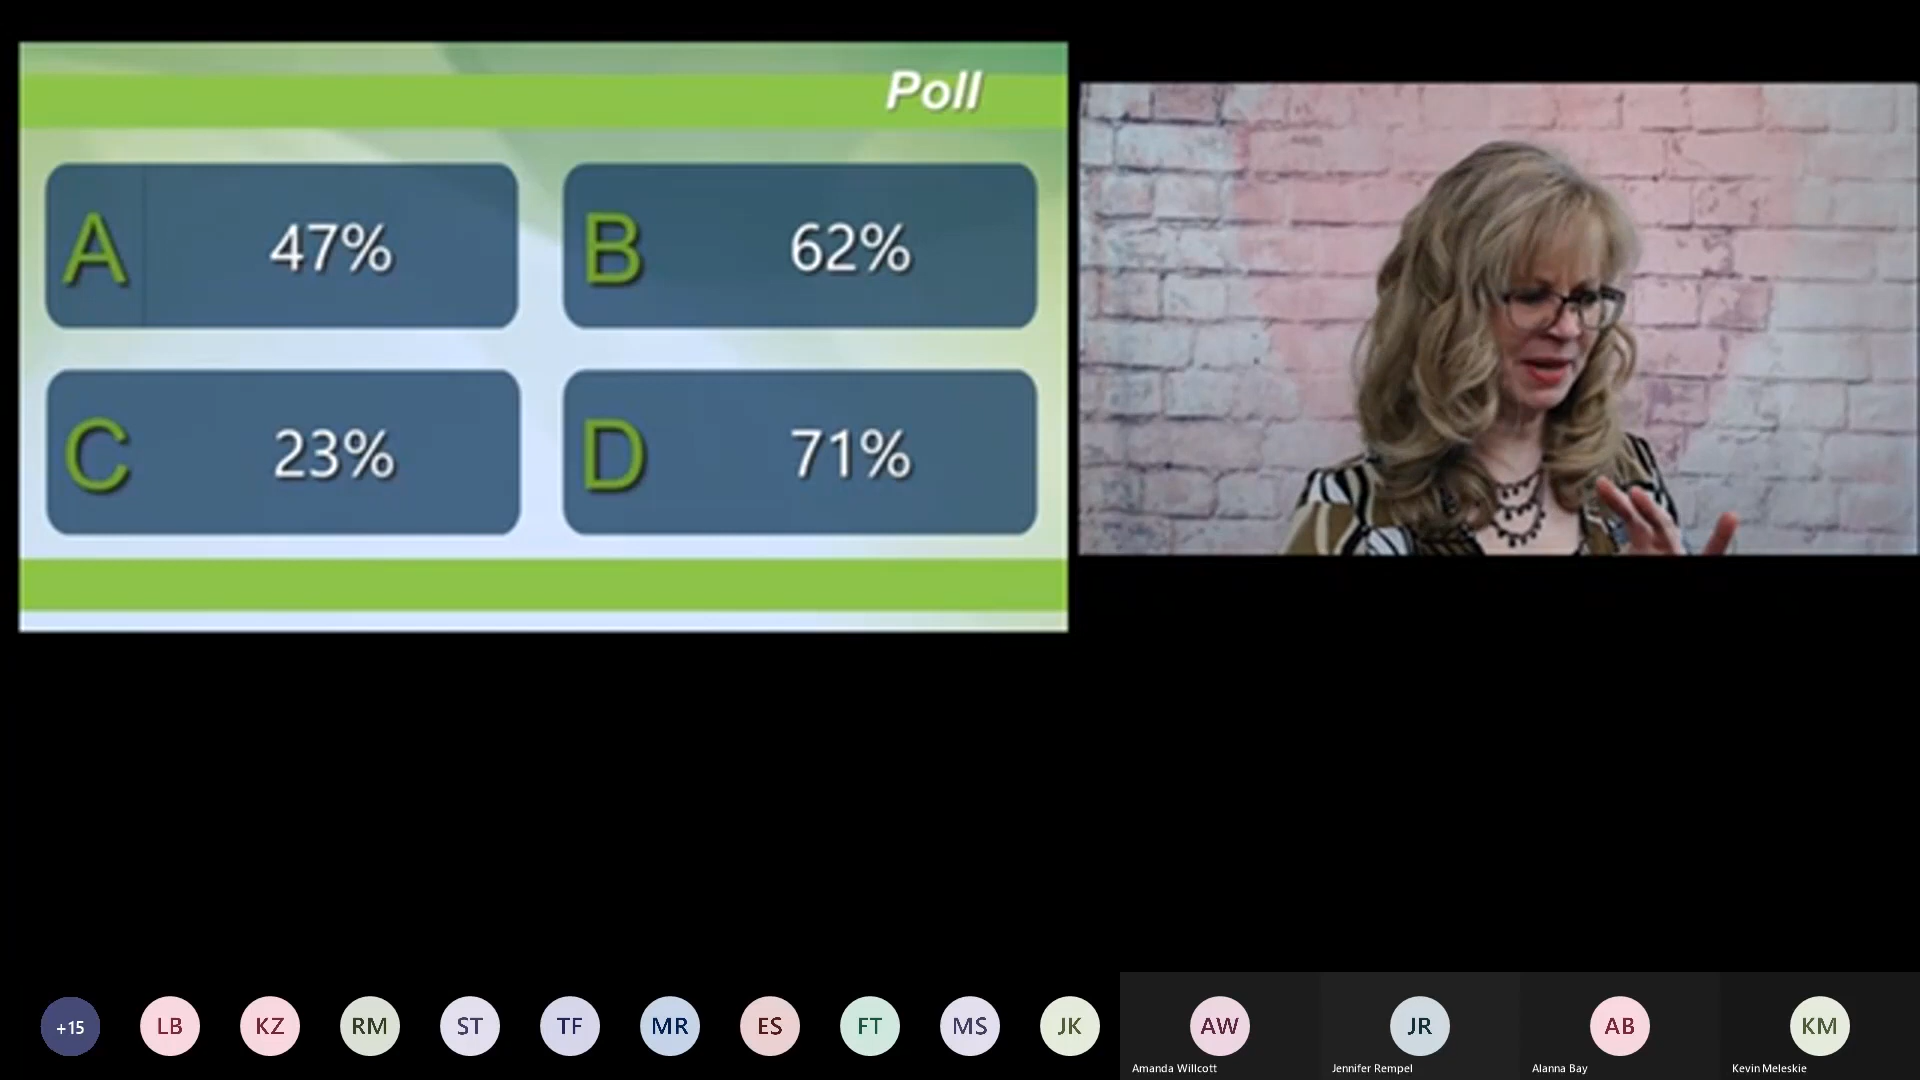 Poll
A 47%
B 62%
C 23%
D 71%
+15
LB
KZ
RM
ST
TF
MR
ES
FT
MS
JK
AW
Amanda Willcott
JR
Jennifer Rempel
AB
Alanna Bay
KM
Kevin Meleskie